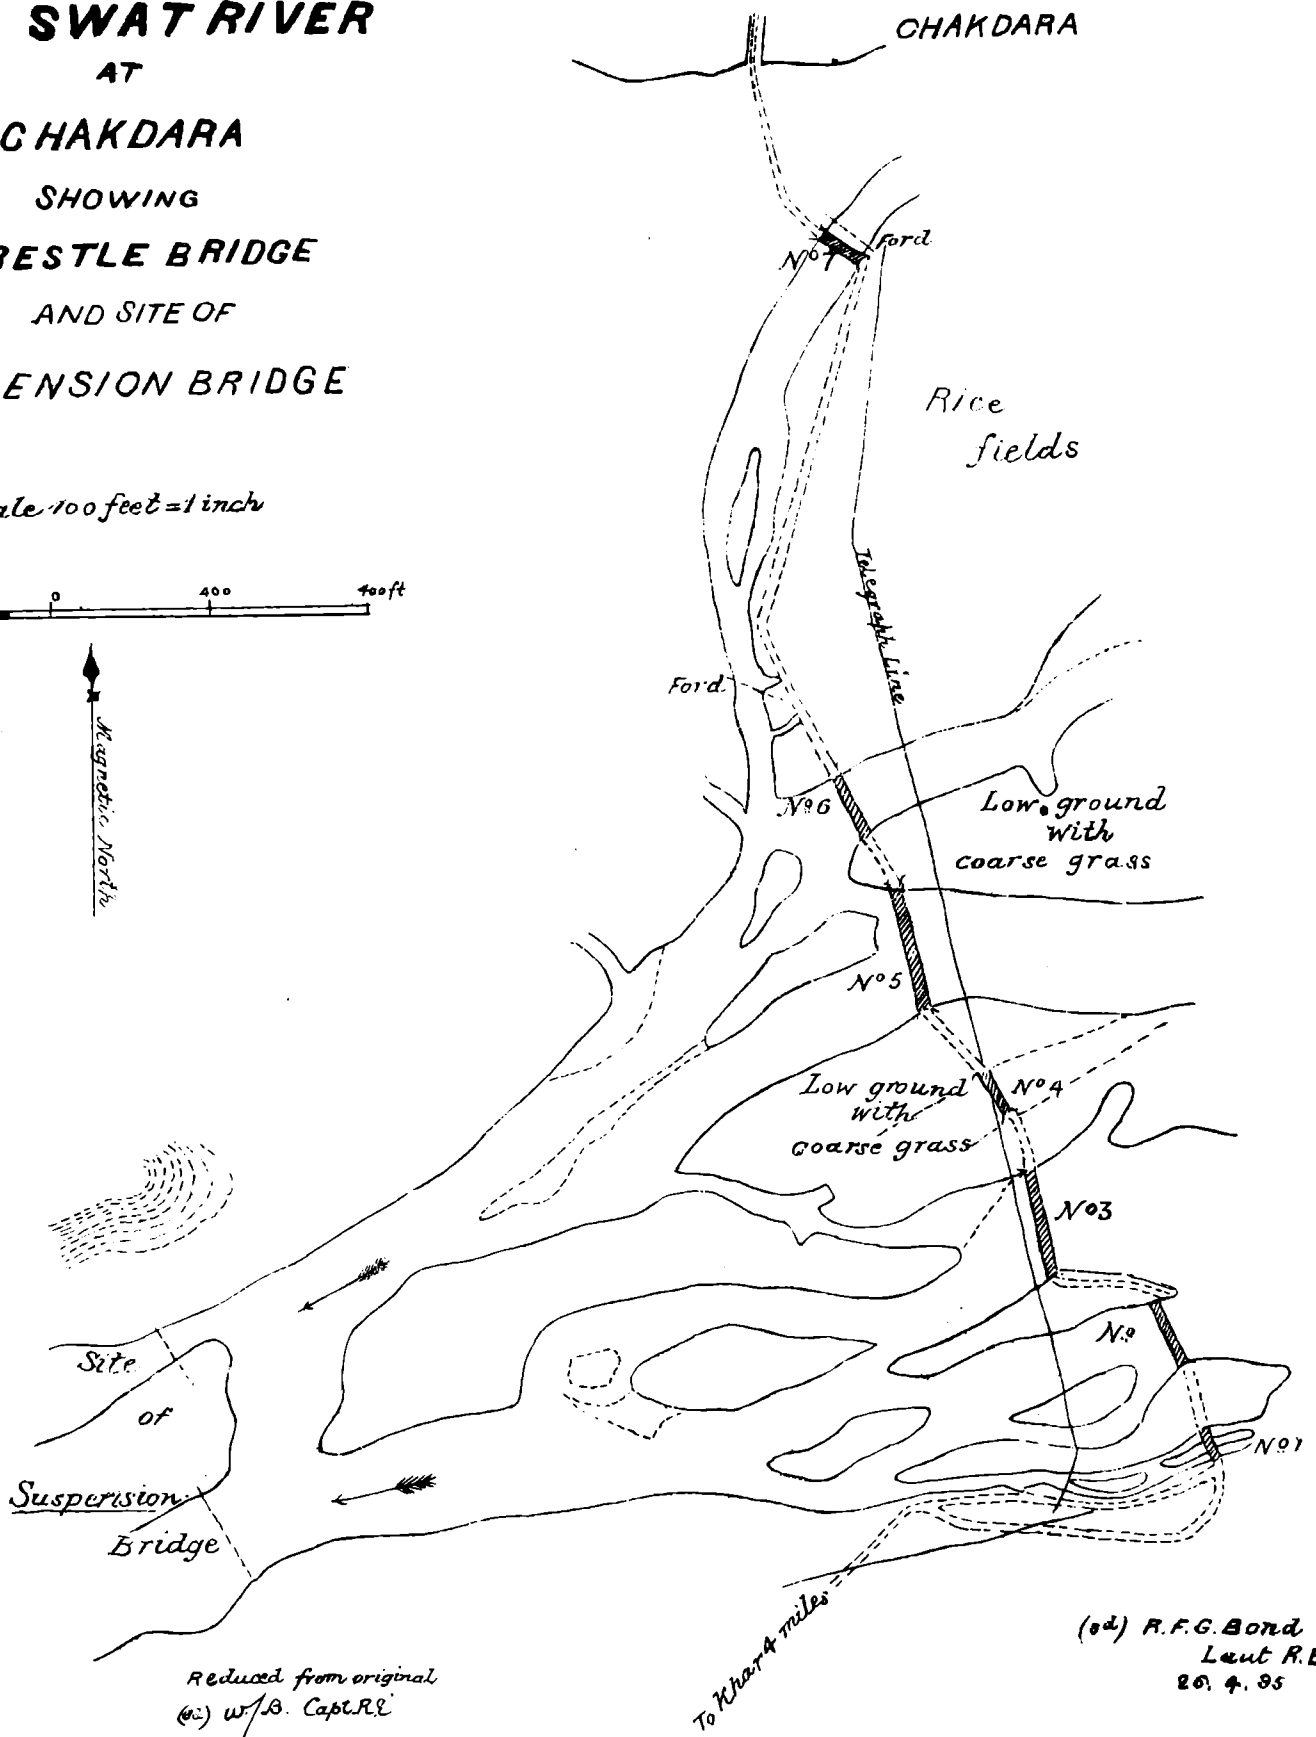 SWAT RIVER
AT
CHAKDARA
SHOWING
RESTLE BRIDGE
AND SITE OF
ENSION BRIDGE
ale 100 feet = 1 inch
0 400 400 ft
Magnetic North
CHAKDARA
Ford
No 7
Rice
fields
Telegraph Line
Ford
No 6
Low ground
with
coarse grass
No 5
Low ground
with
coarse grass
No 4
No 3
No
No 1
Site
of
Suspension
Bridge
To Khar 4 miles
Reduced from original
(sd) W/B. Capt. R.E
(sd) R.F.G. Bond
Leut R.E
26. 4. 95